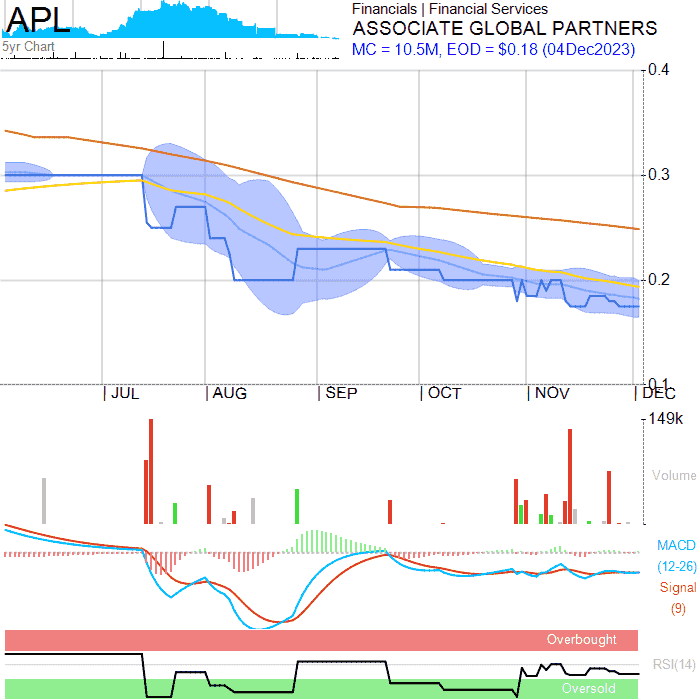 APL
5yr Chart
Financials | Financial Services
ASSOCIATE GLOBAL PARTNERS
MC = 10.5M, EOD = $0.18 (04Dec2023)
0.4
0.3
0.2
0.1
JUL AUG SEP OCT NOV DEC
149k
Volume
MACD
(12-26)
Signal
(9)
Overbought
RSI(14)
Oversold